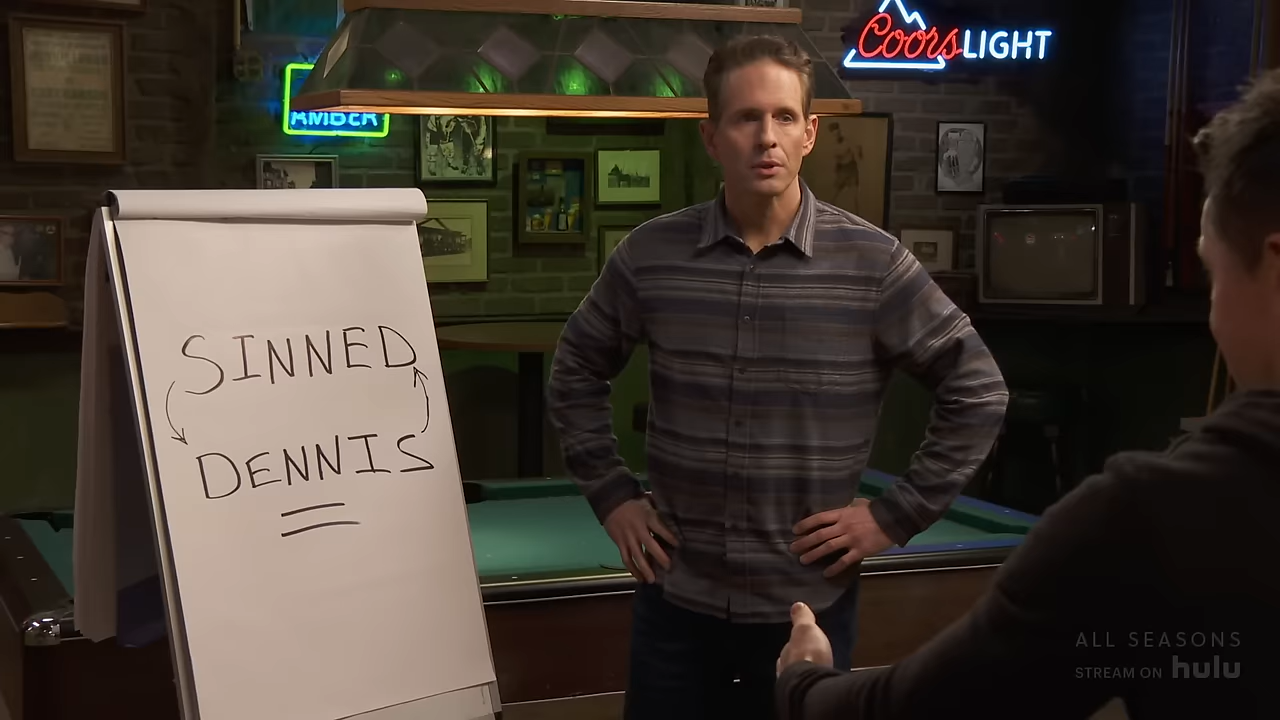 AMBER
Coors LIGHT
SINNED
DENNIS
ALL SEASONS
STREAM ON hulu